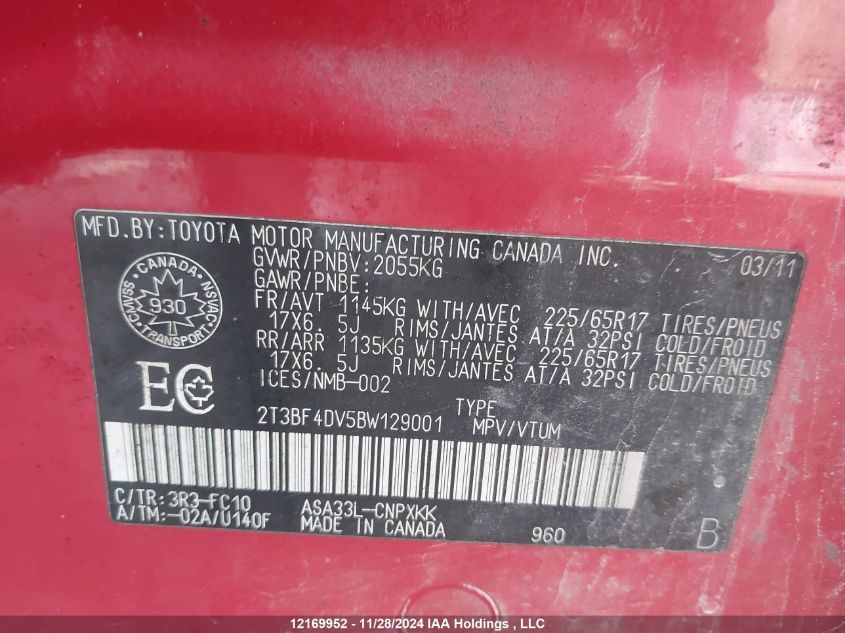 MFD.BY:TOYOTA MOTOR MANUFACTURING CANADA INC. 03/11
GVWR/PNBV:2055KG
GAWR/PNBE:
FR/AVT 1145KG WITH/AVEC 225/65R17 TIRES/PNEUS
17X6. 5J RIMS/JANTES AT/A 32PSI COLD/FROID
RR/ARR 1135KG WITH/AVEC 225/65R17 TIRES/PNEUS
17X6. 5J RIMS/JANTES AT/A 32PSI COLD/FROID
ICES/NMB-002
CANADA
CMVSS
930
NSVAC
TRANSPORT
EC
2T3BF4DV5BW129001
TYPE
MPV/VTUM
C/TR:3R3-FC10
A/TM:-02A/U140F
ASA33L-CNPXKK
MADE IN CANADA
960
B
12169952 - 11/28/2024 IAA Holdings , LLC